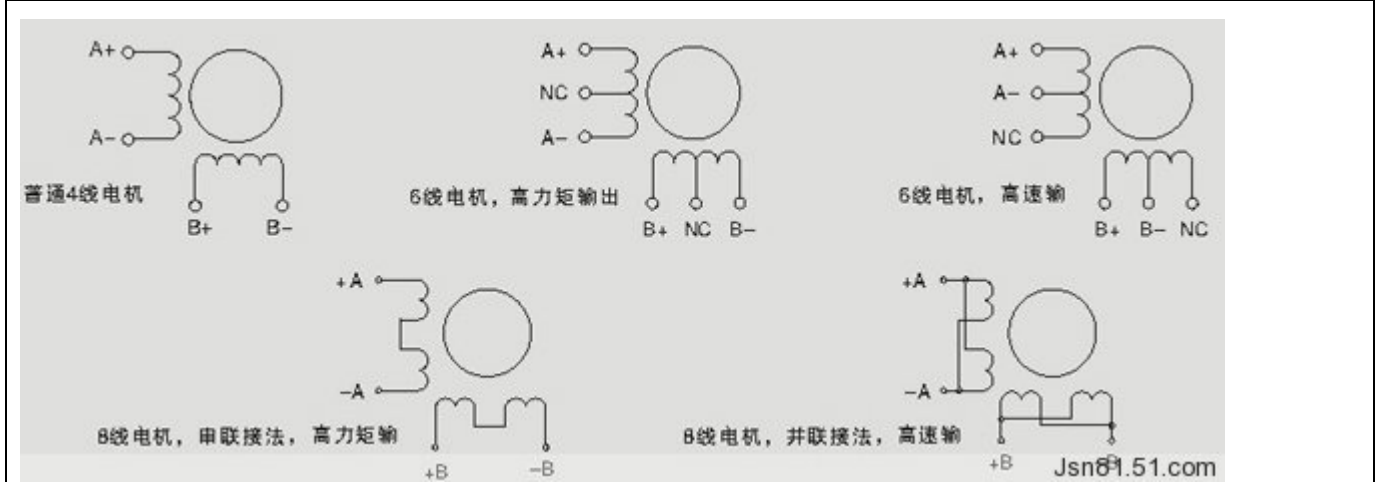 A+
A-
普通4线电机
B+ B-
A+
NC
A-
6线电机，高力矩输出
B+ NC B-
A+
A-
NC
6线电机，高速输
B+ B- NC
+A
-A
8线电机，串联接法，高力矩输
+B -B
+A
-A
8线电机，并联接法，高速输
+B
Jsn81.51.com